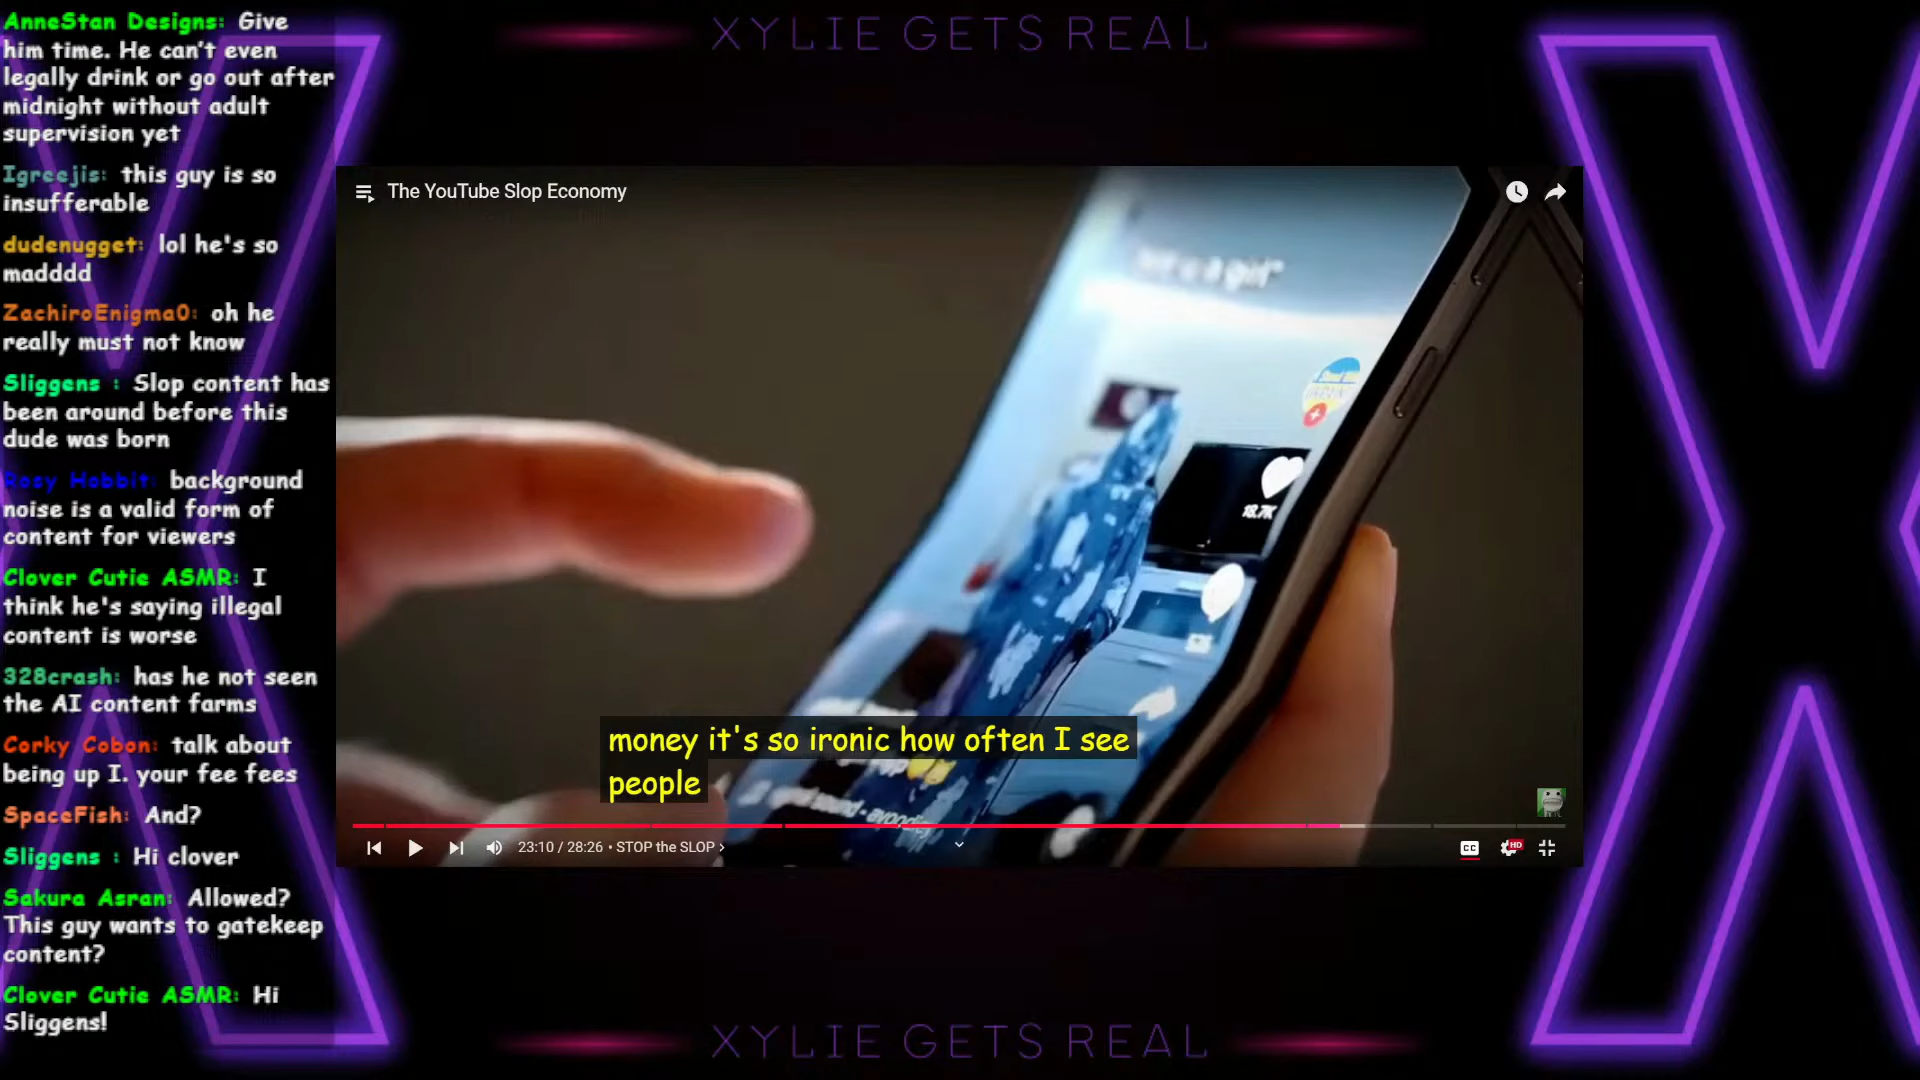 XYLIE GETS REAL
AnneStan Designs: Give
him time. He can't even
legally drink or go out after
midnight without adult
supervision yet
Igreejis: this guy is so
insufferable
dudenugget: lol he's so
madddd
ZachiroEnigma0: oh he
really must not know
Sliggens : Slop content has
been around before this
dude was born
Rosy Hobbit: background
noise is a valid form of
content for viewers
Clover Cutie ASMR: I
think he's saying illegal
content is worse
328crash: has he not seen
the AI content farms
Corky Cobon: talk about
being up I. your fee fees
SpaceFish: And?
Sliggens : Hi clover
Sakura Asran: Allowed?
This guy wants to gatekeep
content?
Clover Cutie ASMR: Hi
Sliggens!
The YouTube Slop Economy
18.7K
money it's so ironic how often I see
people
23:10 / 28:26 • STOP the SLOP ›
CC
HD
XYLIE GETS REAL